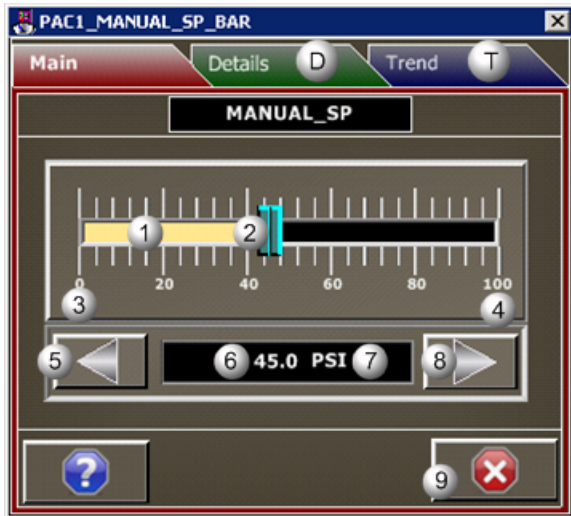 PAC1_MANUAL_SP_BAR
Main Details D Trend T
MANUAL_SP
1 2
0 20 40 60 80 100
3 4
5 6 45.0 PSI 7 8
? 9